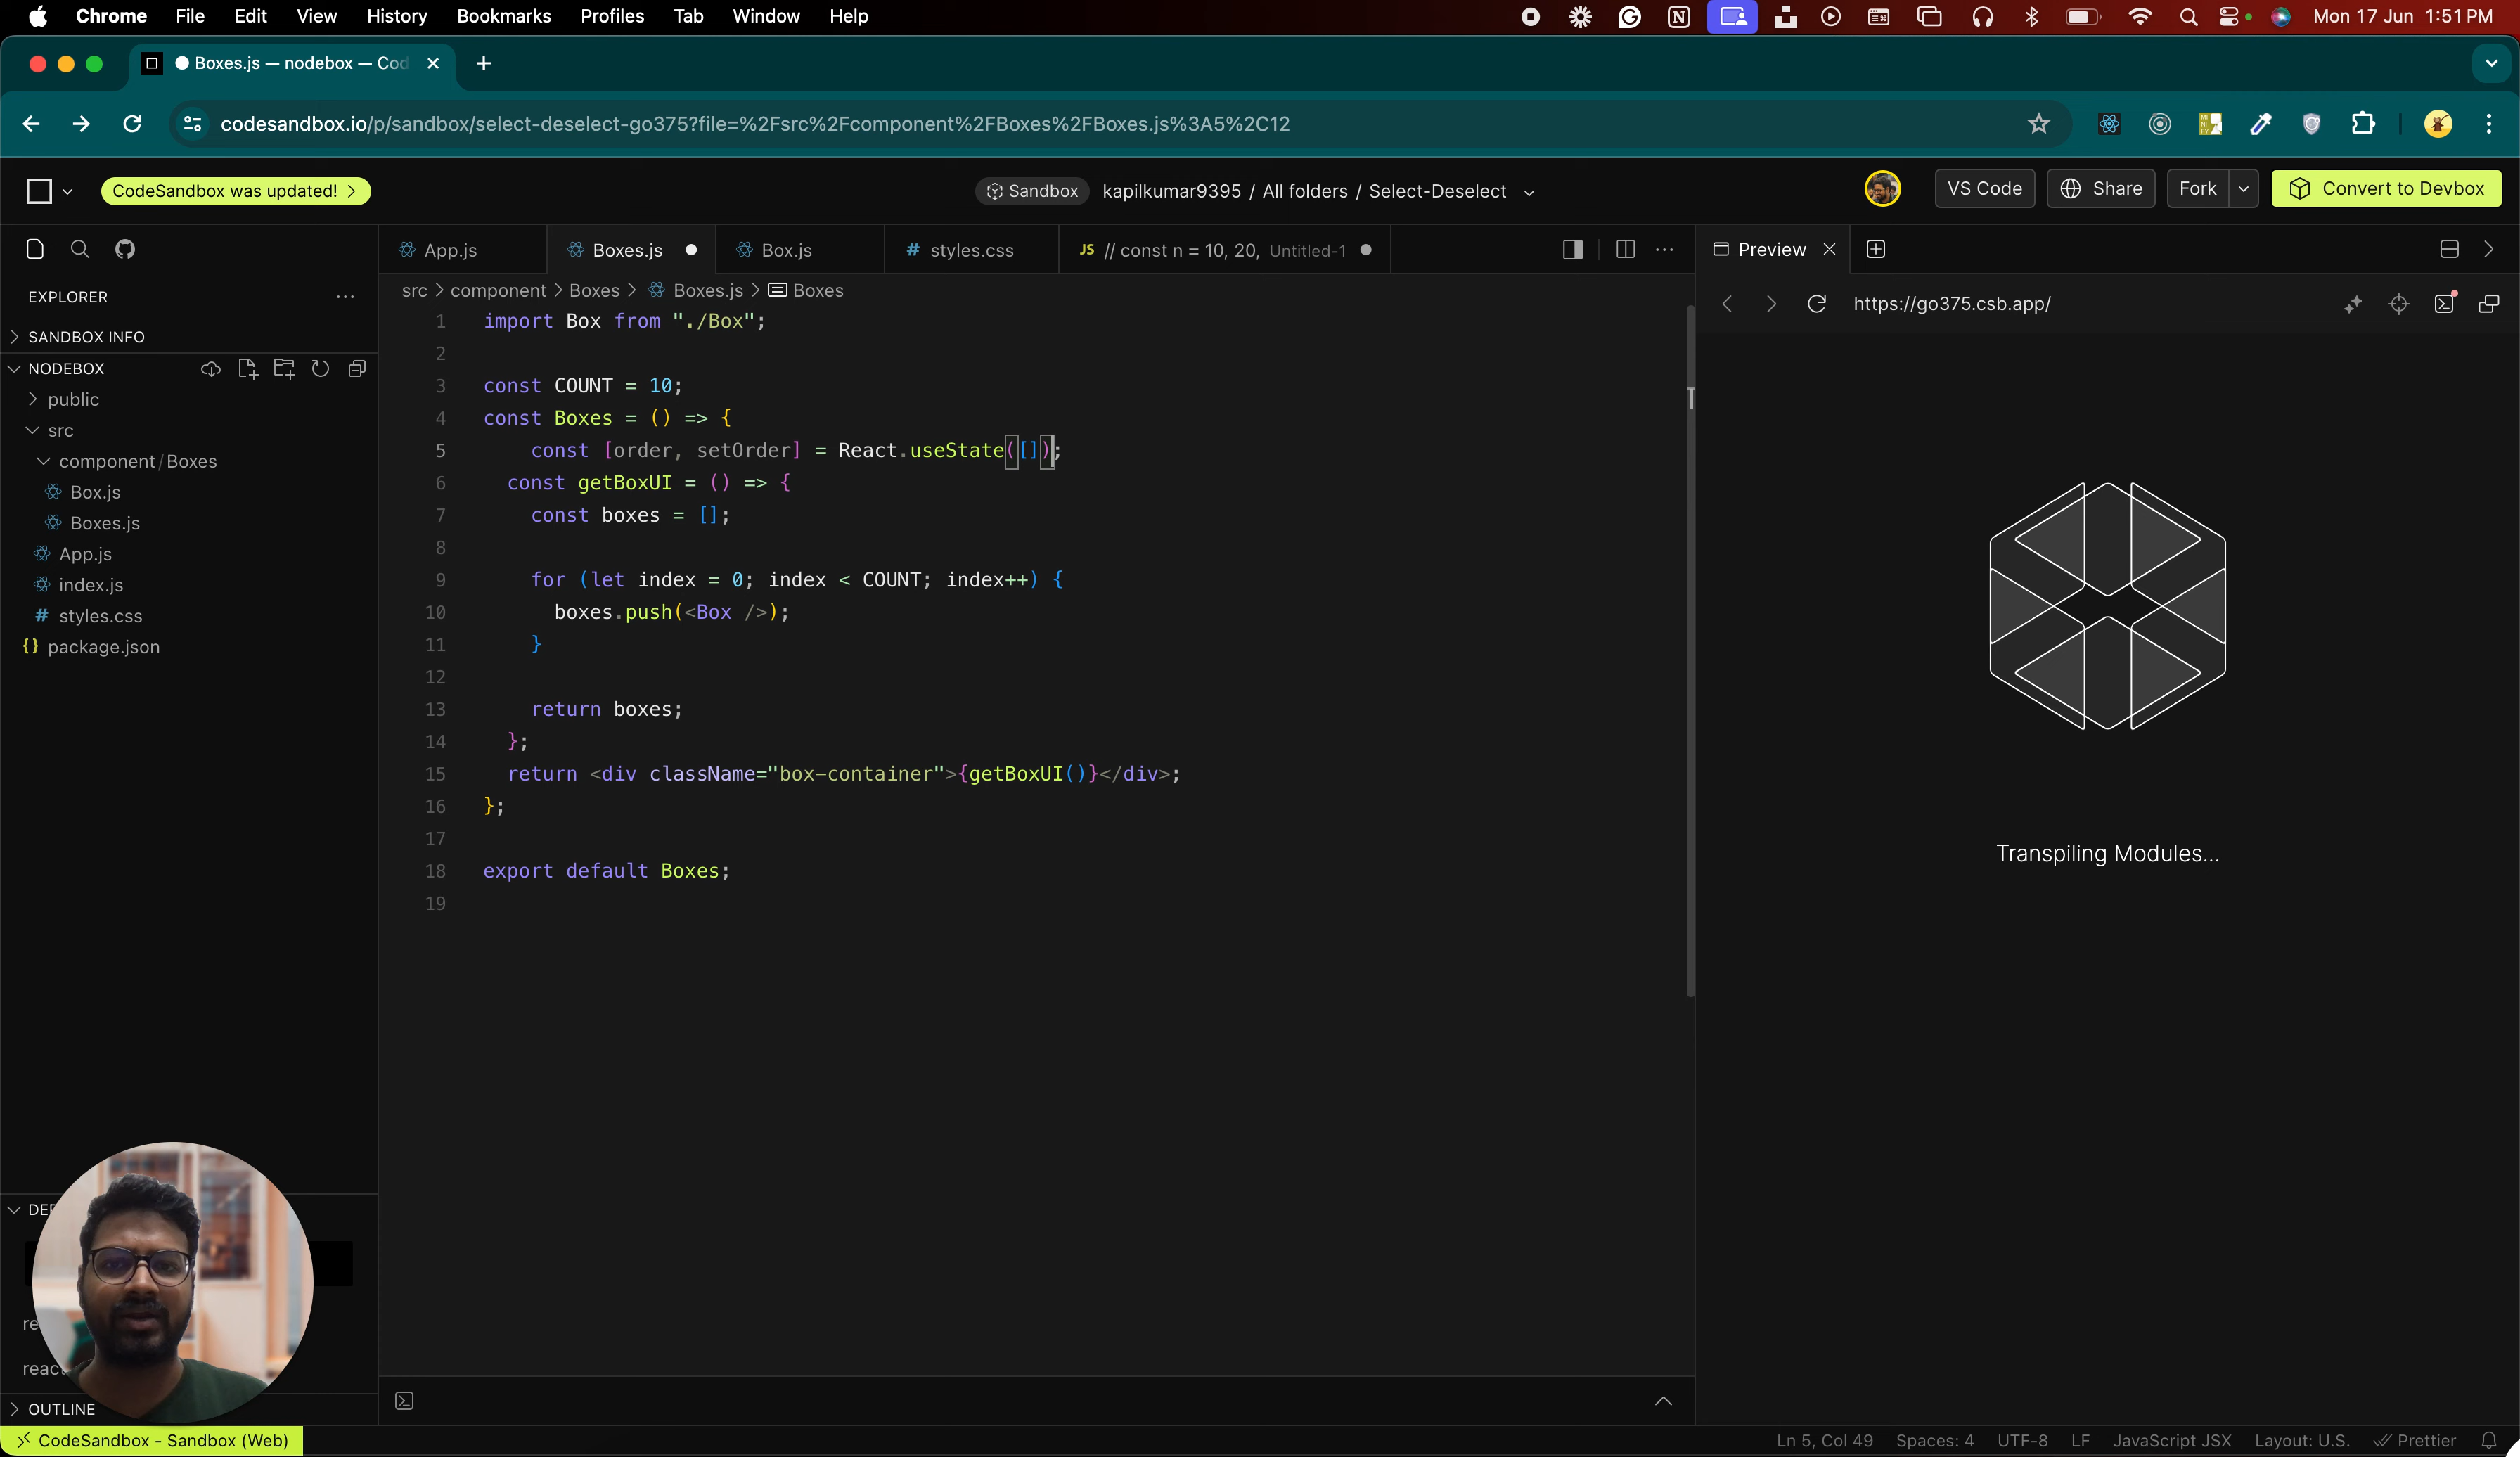 Chrome File Edit View History Bookmarks Profiles Tab Window Help Mon 17 Jun 1:51 PM
Boxes.js — nodebox — Cod
codesandbox.io/p/sandbox/select-deselect-go375?file=%2Fsrc%2Fcomponent%2FBoxes%2FBoxes.js%3A5%2C12
CodeSandbox was updated! Sandbox kapilkumar9395 / All folders / Select-Deselect VS Code Share Fork Convert to Devbox
App.js Boxes.js Box.js # styles.css JS // const n = 10, 20, Untitled-1 Preview
EXPLORER
SANDBOX INFO
NODEBOX
public
src
component/Boxes
Box.js
Boxes.js
App.js
index.js
# styles.css
{} package.json
DE
re
react
OUTLINE
src > component > Boxes > Boxes.js > Boxes
1 import Box from "./Box";
2
3 const COUNT = 10;
4 const Boxes = () => {
5 const [order, setOrder] = React.useState([]);
6 const getBoxUI = () => {
7 const boxes = [];
8
9 for (let index = 0; index < COUNT; index++) {
10 boxes.push(<Box />);
11 }
12
13 return boxes;
14 };
15 return <div className="box-container">{getBoxUI()}</div>;
16 };
17
18 export default Boxes;
19
https://go375.csb.app/
Transpiling Modules...
CodeSandbox - Sandbox (Web) Ln 5, Col 49 Spaces: 4 UTF-8 LF JavaScript JSX Layout: U.S. Prettier